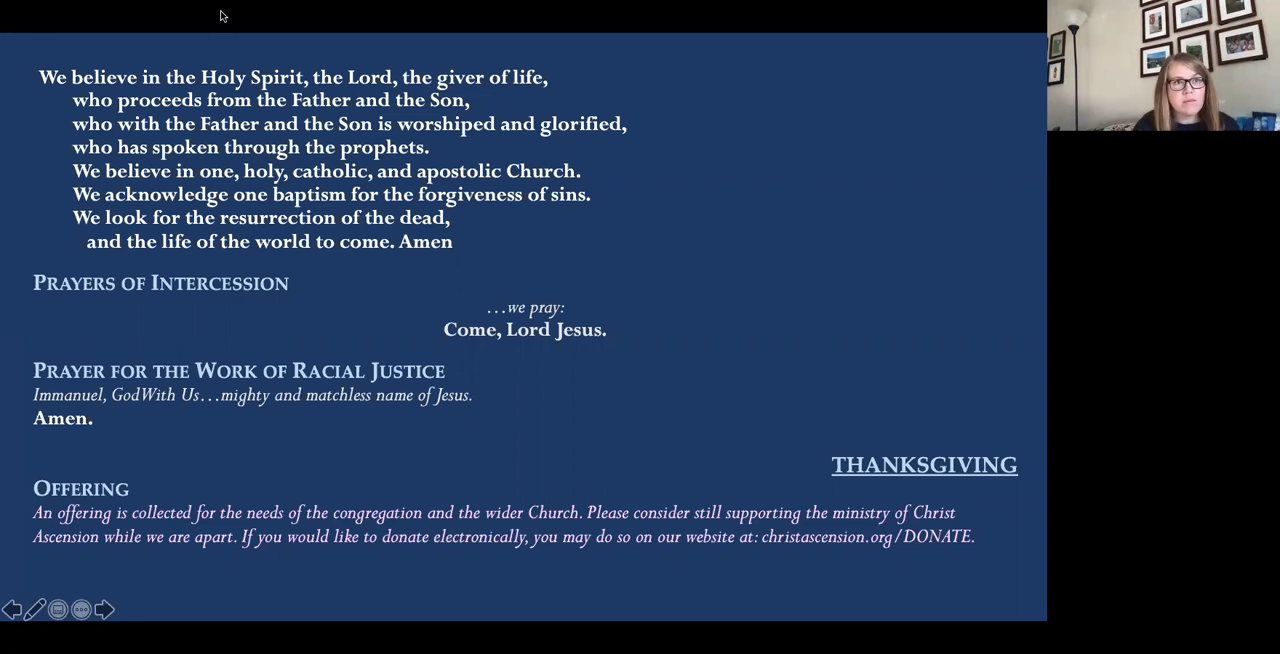 We believe in the Holy Spirit, the Lord, the giver of life,
who proceeds from the Father and the Son,
who with the Father and the Son is worshiped and glorified,
who has spoken through the prophets.
We believe in one, holy, catholic, and apostolic Church.
We acknowledge one baptism for the forgiveness of sins.
We look for the resurrection of the dead,
and the life of the world to come. Amen
PRAYERS OF INTERCESSION
…we pray:
Come, Lord Jesus.
PRAYER FOR THE WORK OF RACIAL JUSTICE
Immanuel, God With Us…mighty and matchless name of Jesus.
Amen.
THANKSGIVING
OFFERING
An offering is collected for the needs of the congregation and the wider Church. Please consider still supporting the ministry of Christ
Ascension while we are apart. If you would like to donate electronically, you may do so on our website at: christascension.org/DONATE.